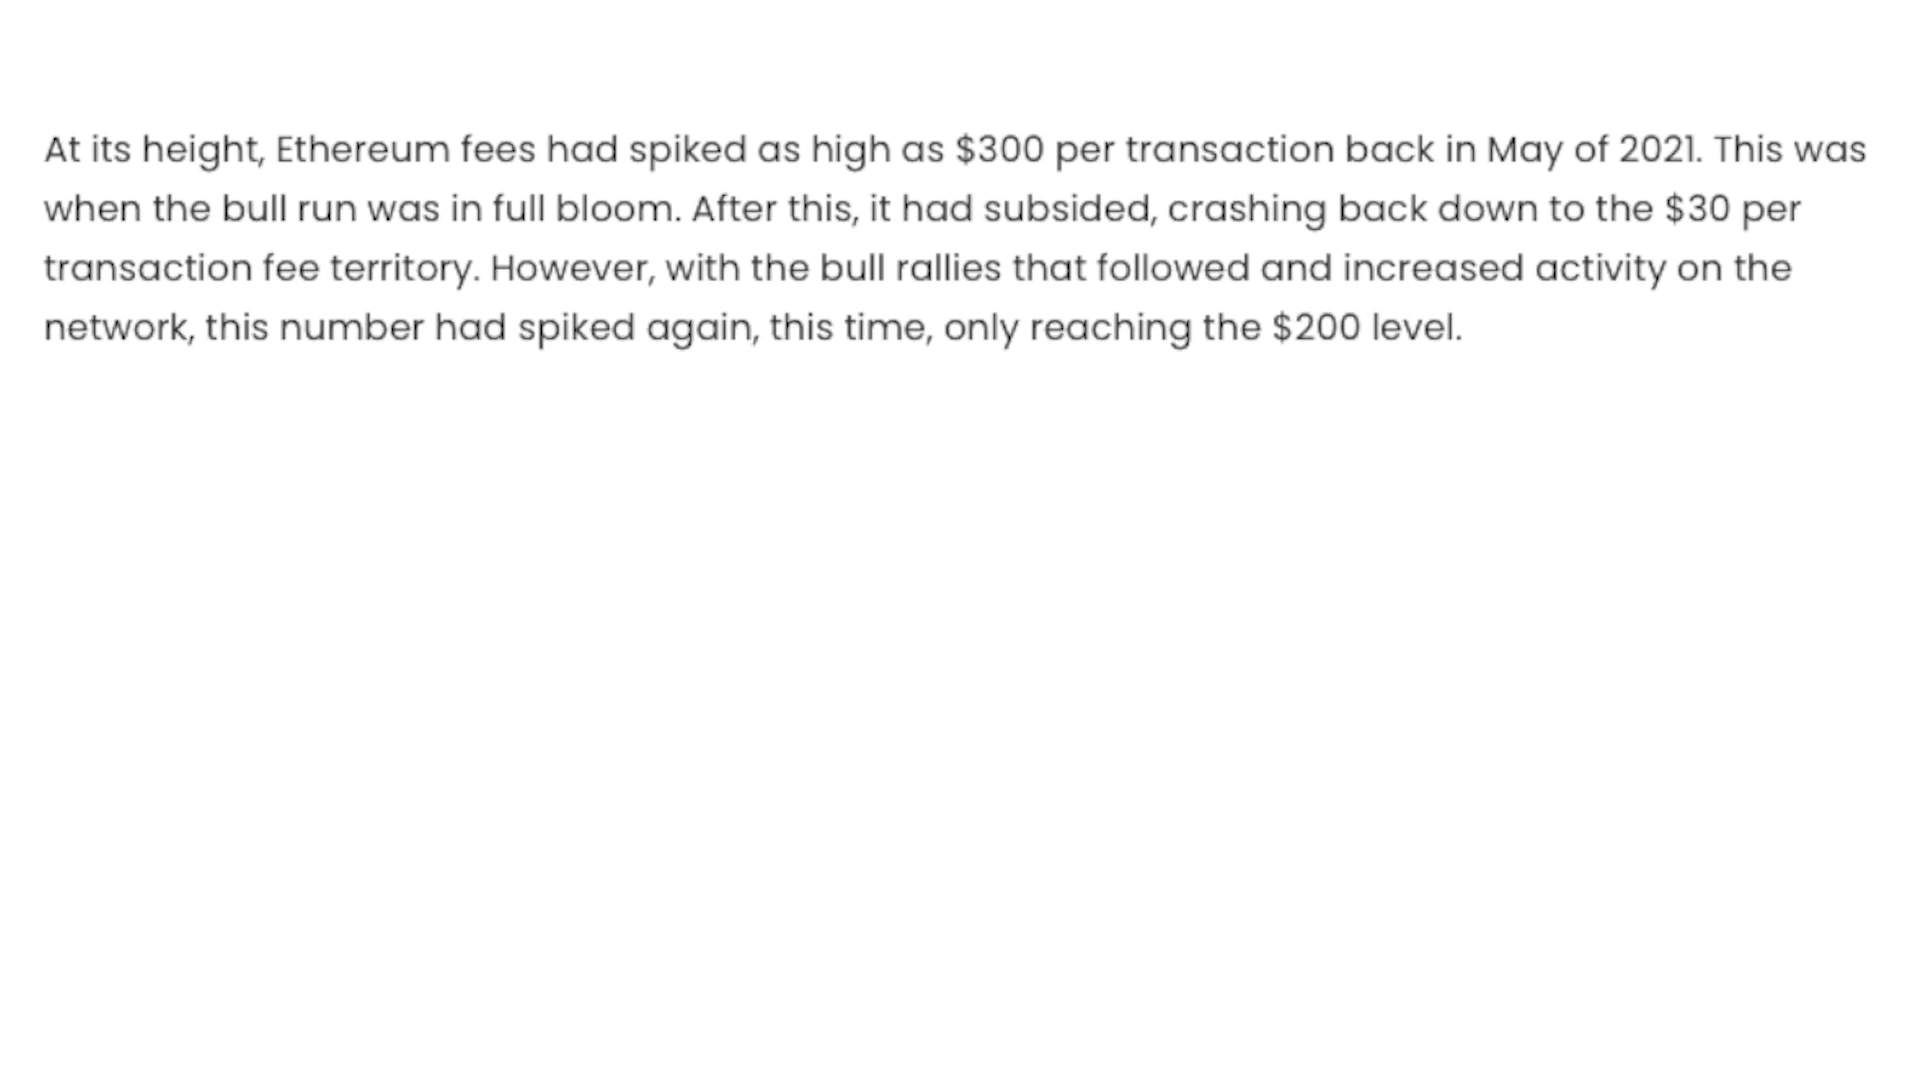 At its height, Ethereum fees had spiked as high as $300 per transaction back in May of 2021. This was
when the bull run was in full bloom. After this, it had subsided, crashing back down to the $30 per
transaction fee territory. However, with the bull rallies that followed and increased activity on the
network, this number had spiked again, this time, only reaching the $200 level.